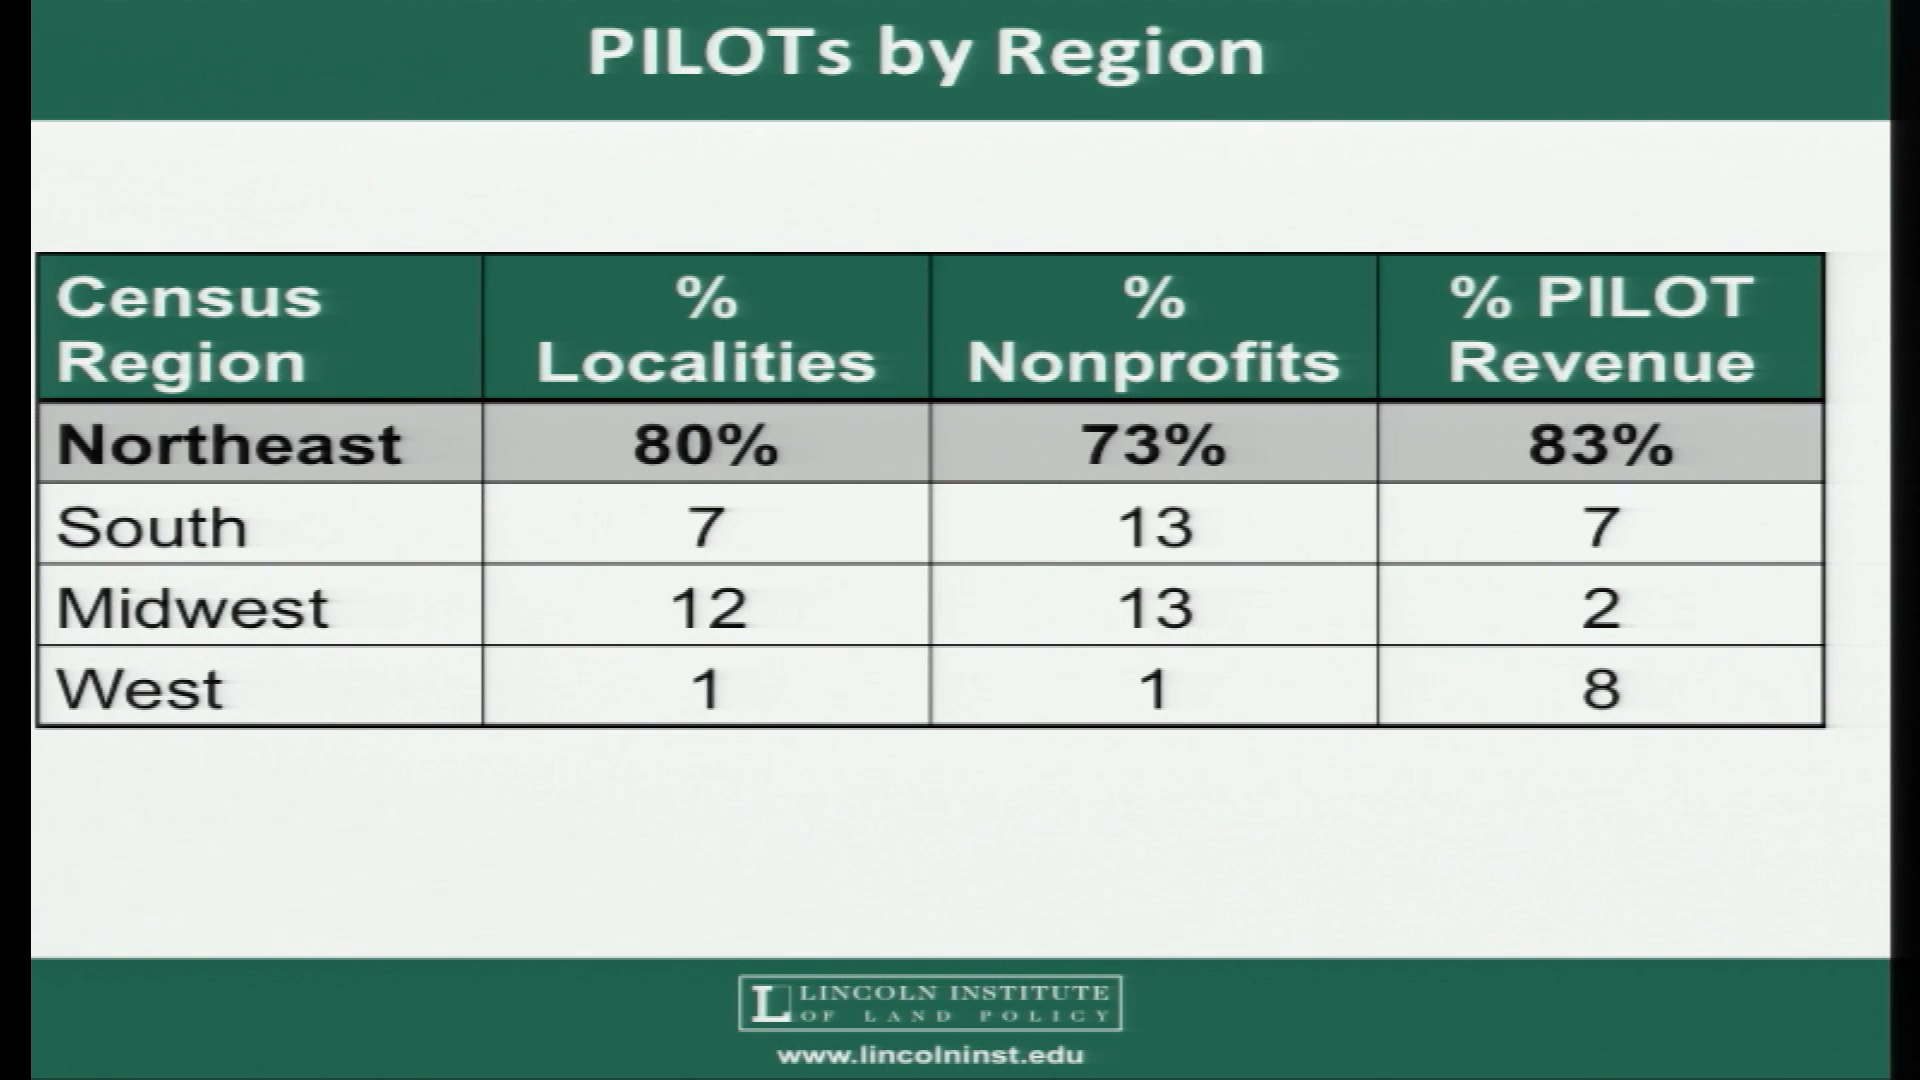 PILOTs by Region
Census Region % Localities % Nonprofits % PILOT Revenue
Northeast 80% 73% 83%
South 7 13 7
Midwest 12 13 2
West 1 1 8
L LINCOLN INSTITUTE
OF LAND POLICY
www.lincolninst.edu